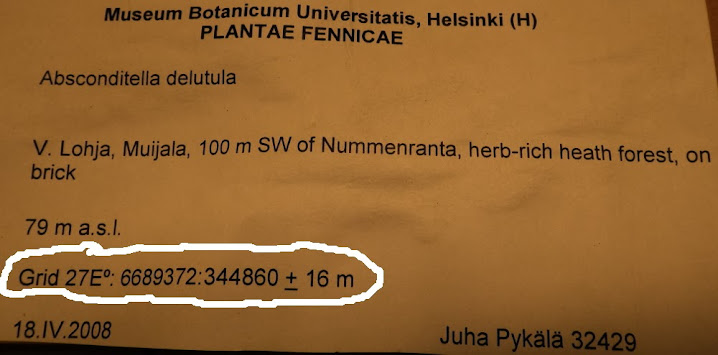 Museum Botanicum Universitatis, Helsinki (H)
PLANTAE FENNICAE
Absconditella delutula
V. Lohja, Muijala, 100 m SW of Nummenranta, herb-rich heath forest, on
brick
79 m a.s.l.
Grid 27Eº: 6689372:344860 ± 16 m
18.IV.2008
Juha Pykälä 32429